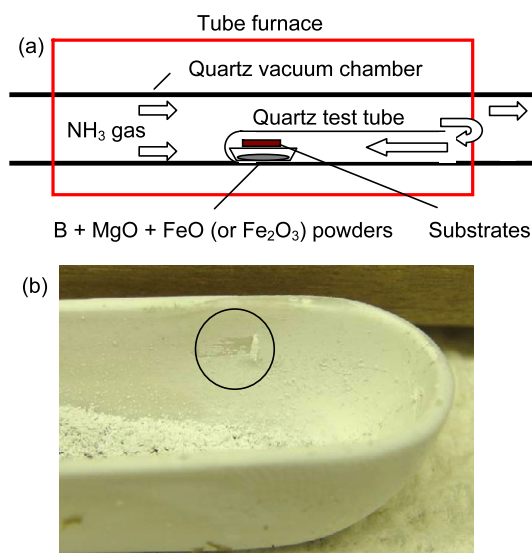 Tube furnace
(a)
Quartz vacuum chamber
Quartz test tube
NH3 gas
B + MgO + FeO (or Fe2O3) powders
Substrates
(b)